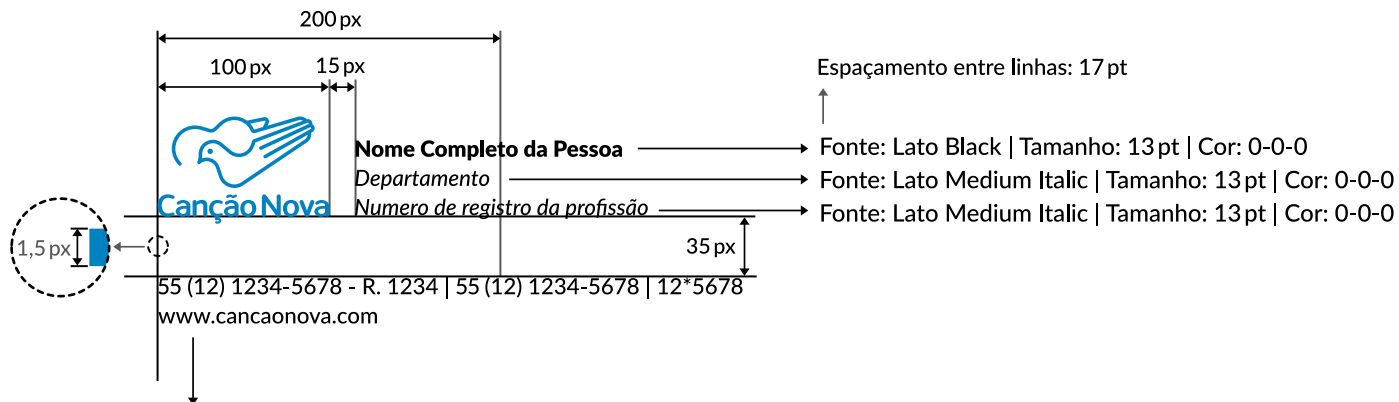 200 px
100 px
15 px
Espaçamento entre linhas: 17 pt
Nome Completo da Pessoa
Fonte: Lato Black | Tamanho: 13 pt | Cor: 0-0-0
Departamento
Fonte: Lato Medium Italic | Tamanho: 13 pt | Cor: 0-0-0
Canção Nova
Numero de registro da profissão
Fonte: Lato Medium Italic | Tamanho: 13 pt | Cor: 0-0-0
1,5 px
35 px
55 (12) 1234-5678 - R. 1234 | 55 (12) 1234-5678 | 12*5678
www.cancaonova.com